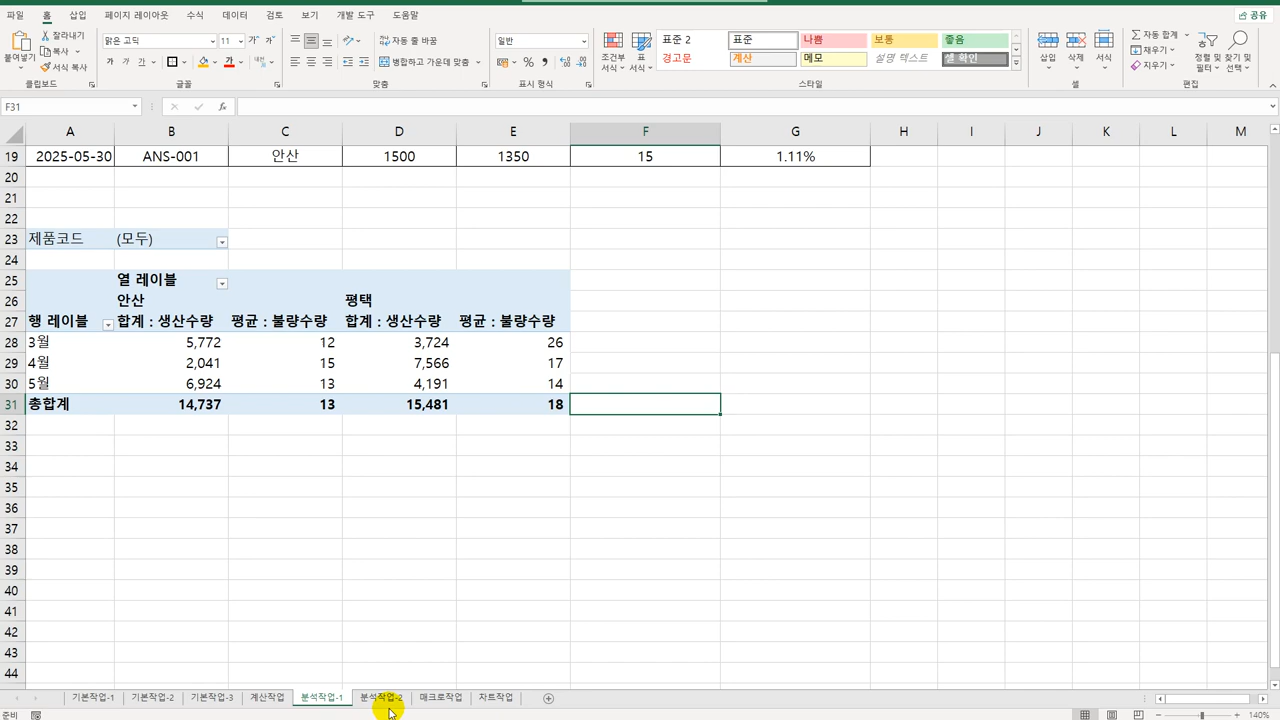 파일 홈 삽입 페이지 레이아웃 수식 데이터 검토 보기 개발 도구 도움말 공유
붙여넣기 잘라내기 복사 서식 복사 맑은 고딕 11 가 가 가 가 가 가 자동 줄 바꿈 병합하고 가운데 맞춤 일반 % 조건부 서식 표 서식 표준 2 표준 나쁨 보통 좋음
경고문 계산 메모 설명 텍스트 셀 확인 삽입 삭제 서식 자동 합계 채우기 지우기 정렬 및 필터 찾기 및 선택
클립보드 글꼴 맞춤 표시 형식 스타일 셀 편집
F31 fx
A B C D E F G H I J K L M
19 2025-05-30 ANS-001 안산 1500 1350 15 1.11%
20
21
22
23 제품코드 (모두)
24
25 열 레이블
26 안산 평택
27 행 레이블 합계 : 생산수량 평균 : 불량수량 합계 : 생산수량 평균 : 불량수량
28 3월 5,772 12 3,724 26
29 4월 2,041 15 7,566 17
30 5월 6,924 13 4,191 14
31 총합계 14,737 13 15,481 18
32
33
34
35
36
37
38
39
40
41
42
43
44
기본작업-1 기본작업-2 기본작업-3 계산작업 분석작업-1 분석작업-2 매크로작업 차트작업
준비 140%